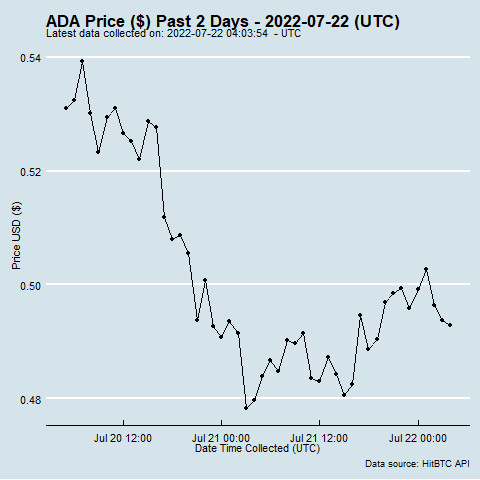 ADA Price ($) Past 2 Days - 2022-07-22 (UTC)
Latest data collected on: 2022-07-22 04:03:54 - UTC
0.54
0.52
0.50
0.48
Price USD ($)
Jul 20 12:00 Jul 21 00:00 Jul 21 12:00 Jul 22 00:00
Date Time Collected (UTC)
Data source: HitBTC API